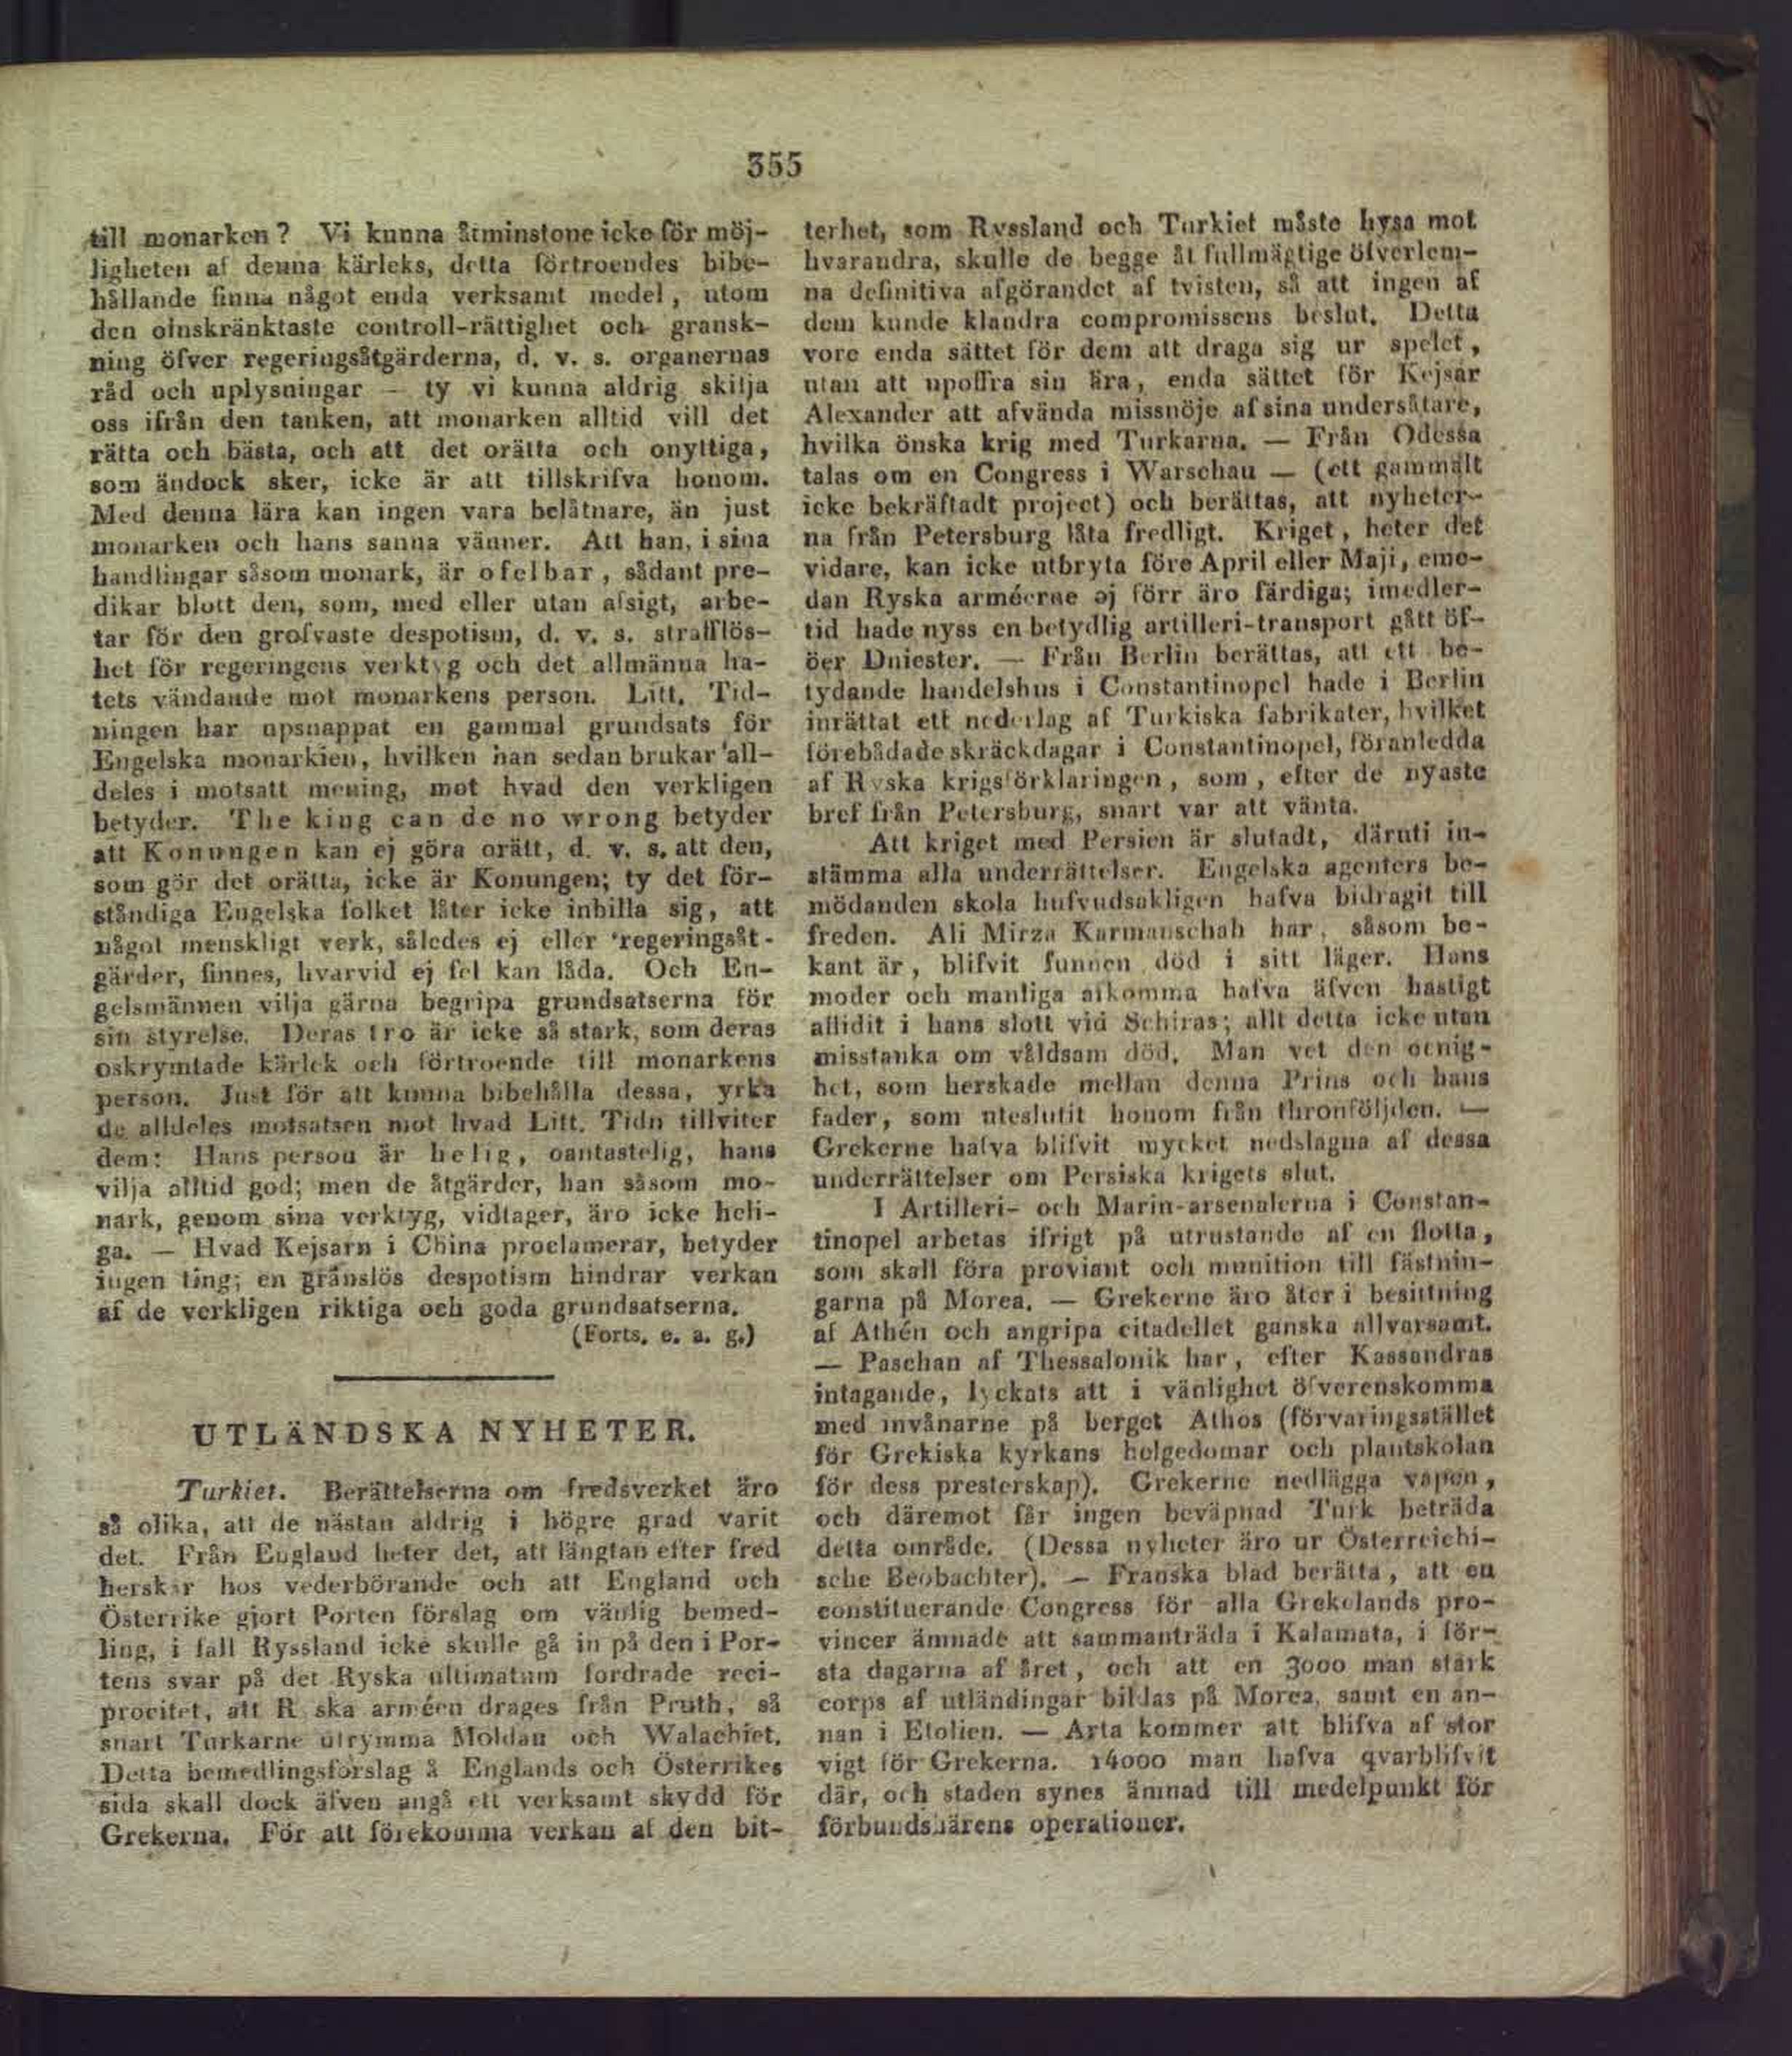 355
till monarken? Vi kunna åtminstone icke för möj-
ligheten af denna kärleks, detta förtroendes bibe-
hållande finna något enda verksamt medel, utom
den oinskränktaste controll-rättighet och gransk-
ning öfver regeringsåtgärderna, d. v. s. organernas
råd och uplysningar — ty vi kunna aldrig skilja
oss ifrån den tanken, att monarken alltid vill det
rätta och bästa, och att det orätta och onyttiga,
som ändock sker, icke är att tillskrifva honom.
Med denna lära kan ingen vara belåtnare, än just
monarken och hans sanna vänner. Att han, i sina
handlingar såsom monark, är ofelbar, sådant pre-
dikar blott den, som, med eller utan afsigt, arbe-
tar för den grofvaste despotism, d. v. s. strafflös-
het för regeringens verktyg och det allmänna ha-
tets vändande mot monarkens person. Litt. Tid-
ningen har upsnappat en gammal grundsats för
Engelska monarkien, hvilken han sedan brukar all-
deles i motsatt mening, mot hvad den verkligen
betyder. The king can do no wrong betyder
att Konungen kan ej göra orätt, d. v. s. att den,
som gör det orätta, icke är Konungen; ty det för-
ståndiga Engelska folket låter icke inbilla sig, att
något menskligt verk, således ej eller regeringsåt-
gärder, finnes, hvarvid ej fel kan låda. Och En-
gelsmännen vilja gärna begripa grundsatserna för
sin styrelse. Deras tro är icke så stark, som deras
oskrymtade kärlek och förtroende till monarkens
person. Just för att kunna bibehålla dessa, yrka
de alldeles motsatsen mot hvad Litt. Tidn tillviter
dem: Hans person är helig, oantastelig, hans
vilja alltid god; men de åtgärder, han såsom mo-
nark, genom sina verktyg, vidtager, äro icke heli-
ga. — Hvad Kejsarn i China proclamerar, betyder
ingen ting; en gränslös despotism hindrar verkan
af de verkligen riktiga och goda grundsatserna.
(Forts. e. a. g.)
UTLÄNDSKA NYHETER.
Turkiet. Berättelserna om fredsverket äro
så olika, att de nästan aldrig i högre grad varit
det. Från England heter det, att längtan efter fred
herskar hos vederbörande och att England och
Österrike gjort Porten förslag om vänlig bemed-
ling, i fall Ryssland icke skulle gå in på den i Por-
tens svar på det Ryska ultimatum fordrade reci-
procitet, att Ryska arméen drages från Pruth, så
snart Turkarne utrymma Moldau och Walachiet.
Detta bemedlingsförslag å Englands och Österrikes
sida skall dock äfven angå ett verksamt skydd för
Grekerna. För att förekomma verkan af den bit-
terhet, som Ryssland och Turkiet måste hysa mot
hvarandra, skulle de begge åt fullmägtige öfverlem-
na definitiva afgörandet af tvisten, så att ingen af
dem kunde klandra compromissens beslut. Detta
vore enda sättet för dem att draga sig ur spelet,
utan att upoffra sin ära, enda sättet för Kejsar
Alexander att afvända missnöje af sina undersåtare,
hvilka önska krig med Turkarna. — Från Odessa
talas om en Congress i Warschau — (ett gammalt
icke bekräftadt project) och berättas, att nyheter-
na från Petersburg låta fredligt. Kriget, heter det
vidare, kan icke utbryta före April eller Maji, eme-
dan Ryska arméerne ej förr äro färdiga; imedler-
tid hade nyss en betydlig artilleri-transport gått öf-
öer Dniester. — Från Berlin berättas, att ett be-
tydande handelshus i Constantinopel hade i Berlin
inrättat ett nederlag af Turkiska fabrikater, hvilket
förebådade skräckdagar i Constantinopel, föranledda
af Ryska krigsförklaringen, som, efter de nyaste
bref från Petersburg, snart var att vänta.
Att kriget med Persien är slutadt, däruti in-
stämma alla underrättelser. Engelska agenters be-
mödanden skola hufvudsakligen hafva bidragit till
freden. Ali Mirza Karmanschah har, såsom be-
kant är, blifvit funnen död i sitt läger. Hans
moder och manliga afkomma hafva äfven hastigt
aflidit i hans slott vid Schiras; allt detta icke utan
misstanka om våldsam död. Man vet den oenig-
het, som herskade mellan denna Prins och hans
fader, som uteslutit honom från thronföljden. —
Grekerne hafva blifvit mycket nedslagna af dessa
underrättelser om Persiska krigets slut.
I Artilleri- och Marin-arsenalerna i Constan-
tinopel arbetas ifrigt på utrustande af en flotta,
som skall föra proviant och munition till fästnin-
garna på Morea. — Grekerne äro åter i besittning
af Athén och angripa citadellet ganska allvarsamt.
— Paschan af Thessalonik har, efter Kassandras
intagande, lyckats att i vänlighet öfverenskomma
med invånarne på berget Athos (förvaringsstället
för Grekiska kyrkans helgedomar och plantskolan
för dess presterskap). Grekerne nedlägga vapen,
och däremot får ingen beväpnad Turk beträda
detta område. (Dessa nyheter äro ur Österreichi-
sche Beobachter). — Franska blad berätta, att en
constituerande Congress för alla Greklands pro-
vincer ämnade att sammanträda i Kalamata, i för-
sta dagarna af året, och att en 3000 man stark
corps af utländingar bildas på Morea, samt en an-
nan i Etolien. — Arta kommer att blifva af stor
vigt för Grekerna. 14000 man hafva qvarblifvit
där, och staden synes ämnad till medelpunkt för
förbundshärens operationer.